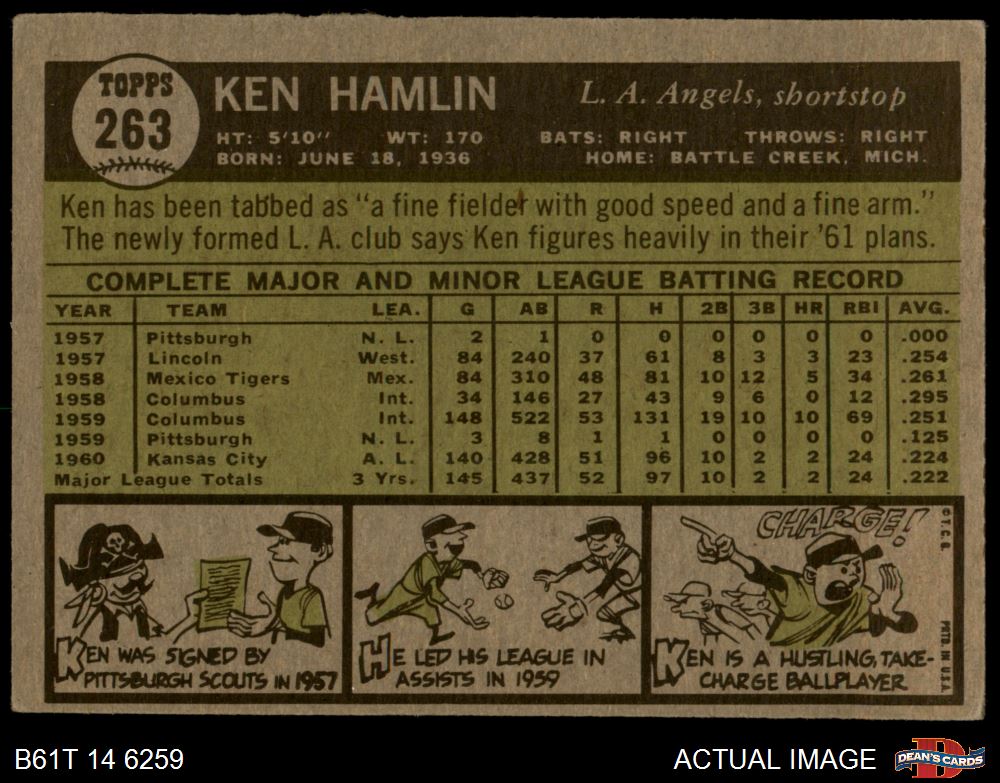 TOPPS
263
KEN HAMLIN
L. A. Angels, shortstop
HT: 5'10" WT: 170 BATS: RIGHT THROWS: RIGHT
BORN: JUNE 18, 1936 HOME: BATTLE CREEK, MICH.
Ken has been tabbed as "a fine fielder with good speed and a fine arm."
The newly formed L. A. club says Ken figures heavily in their '61 plans.
COMPLETE MAJOR AND MINOR LEAGUE BATTING RECORD
YEAR TEAM LEA. G AB R H 2B 3B HR RBI AVG.
1957 Pittsburgh N. L. 2 1 0 0 0 0 0 0 .000
1957 Lincoln West. 84 240 37 61 8 3 3 23 .254
1958 Mexico Tigers Mex. 84 310 48 81 10 12 5 34 .261
1958 Columbus Int. 34 146 27 43 9 6 0 12 .295
1959 Columbus Int. 148 522 53 131 19 10 10 69 .251
1959 Pittsburgh N. L. 3 8 1 1 0 0 0 0 .125
1960 Kansas City A. L. 140 428 51 96 10 2 2 24 .224
Major League Totals 3 Yrs. 145 437 52 97 10 2 2 24 .222
KEN WAS SIGNED BY
PITTSBURGH SCOUTS IN 1957
HE LED HIS LEAGUE IN
ASSISTS IN 1959
CHARGE!
KEN IS A HUSTLING, TAKE-
CHARGE BALLPLAYER
© T. C. G.
PRTD. IN U.S.A.
B61T 14 6259
ACTUAL IMAGE
DEAN'S CARDS